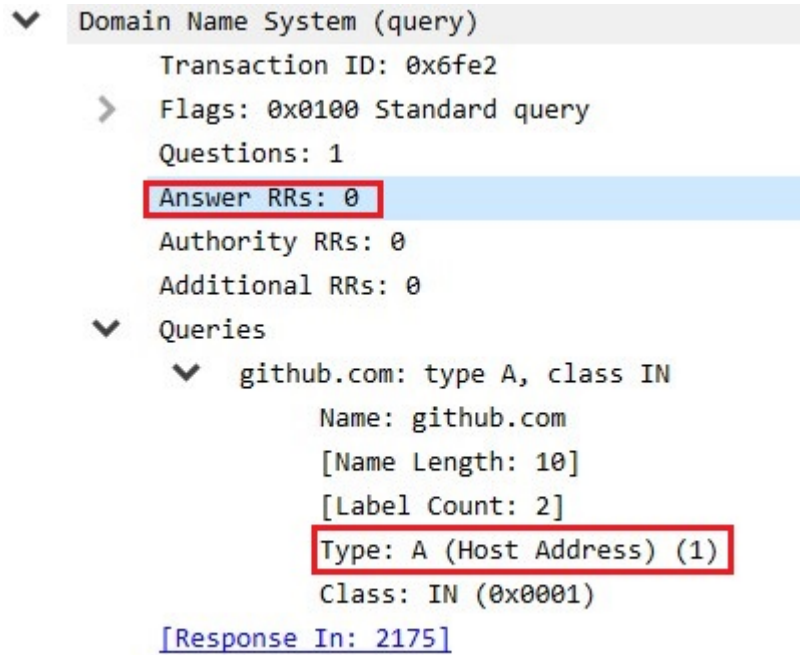 Domain Name System (query)
Transaction ID: 0x6fe2
Flags: 0x0100 Standard query
Questions: 1
Answer RRs: 0
Authority RRs: 0
Additional RRs: 0
Queries
github.com: type A, class IN
Name: github.com
[Name Length: 10]
[Label Count: 2]
Type: A (Host Address) (1)
Class: IN (0x0001)
[Response In: 2175]